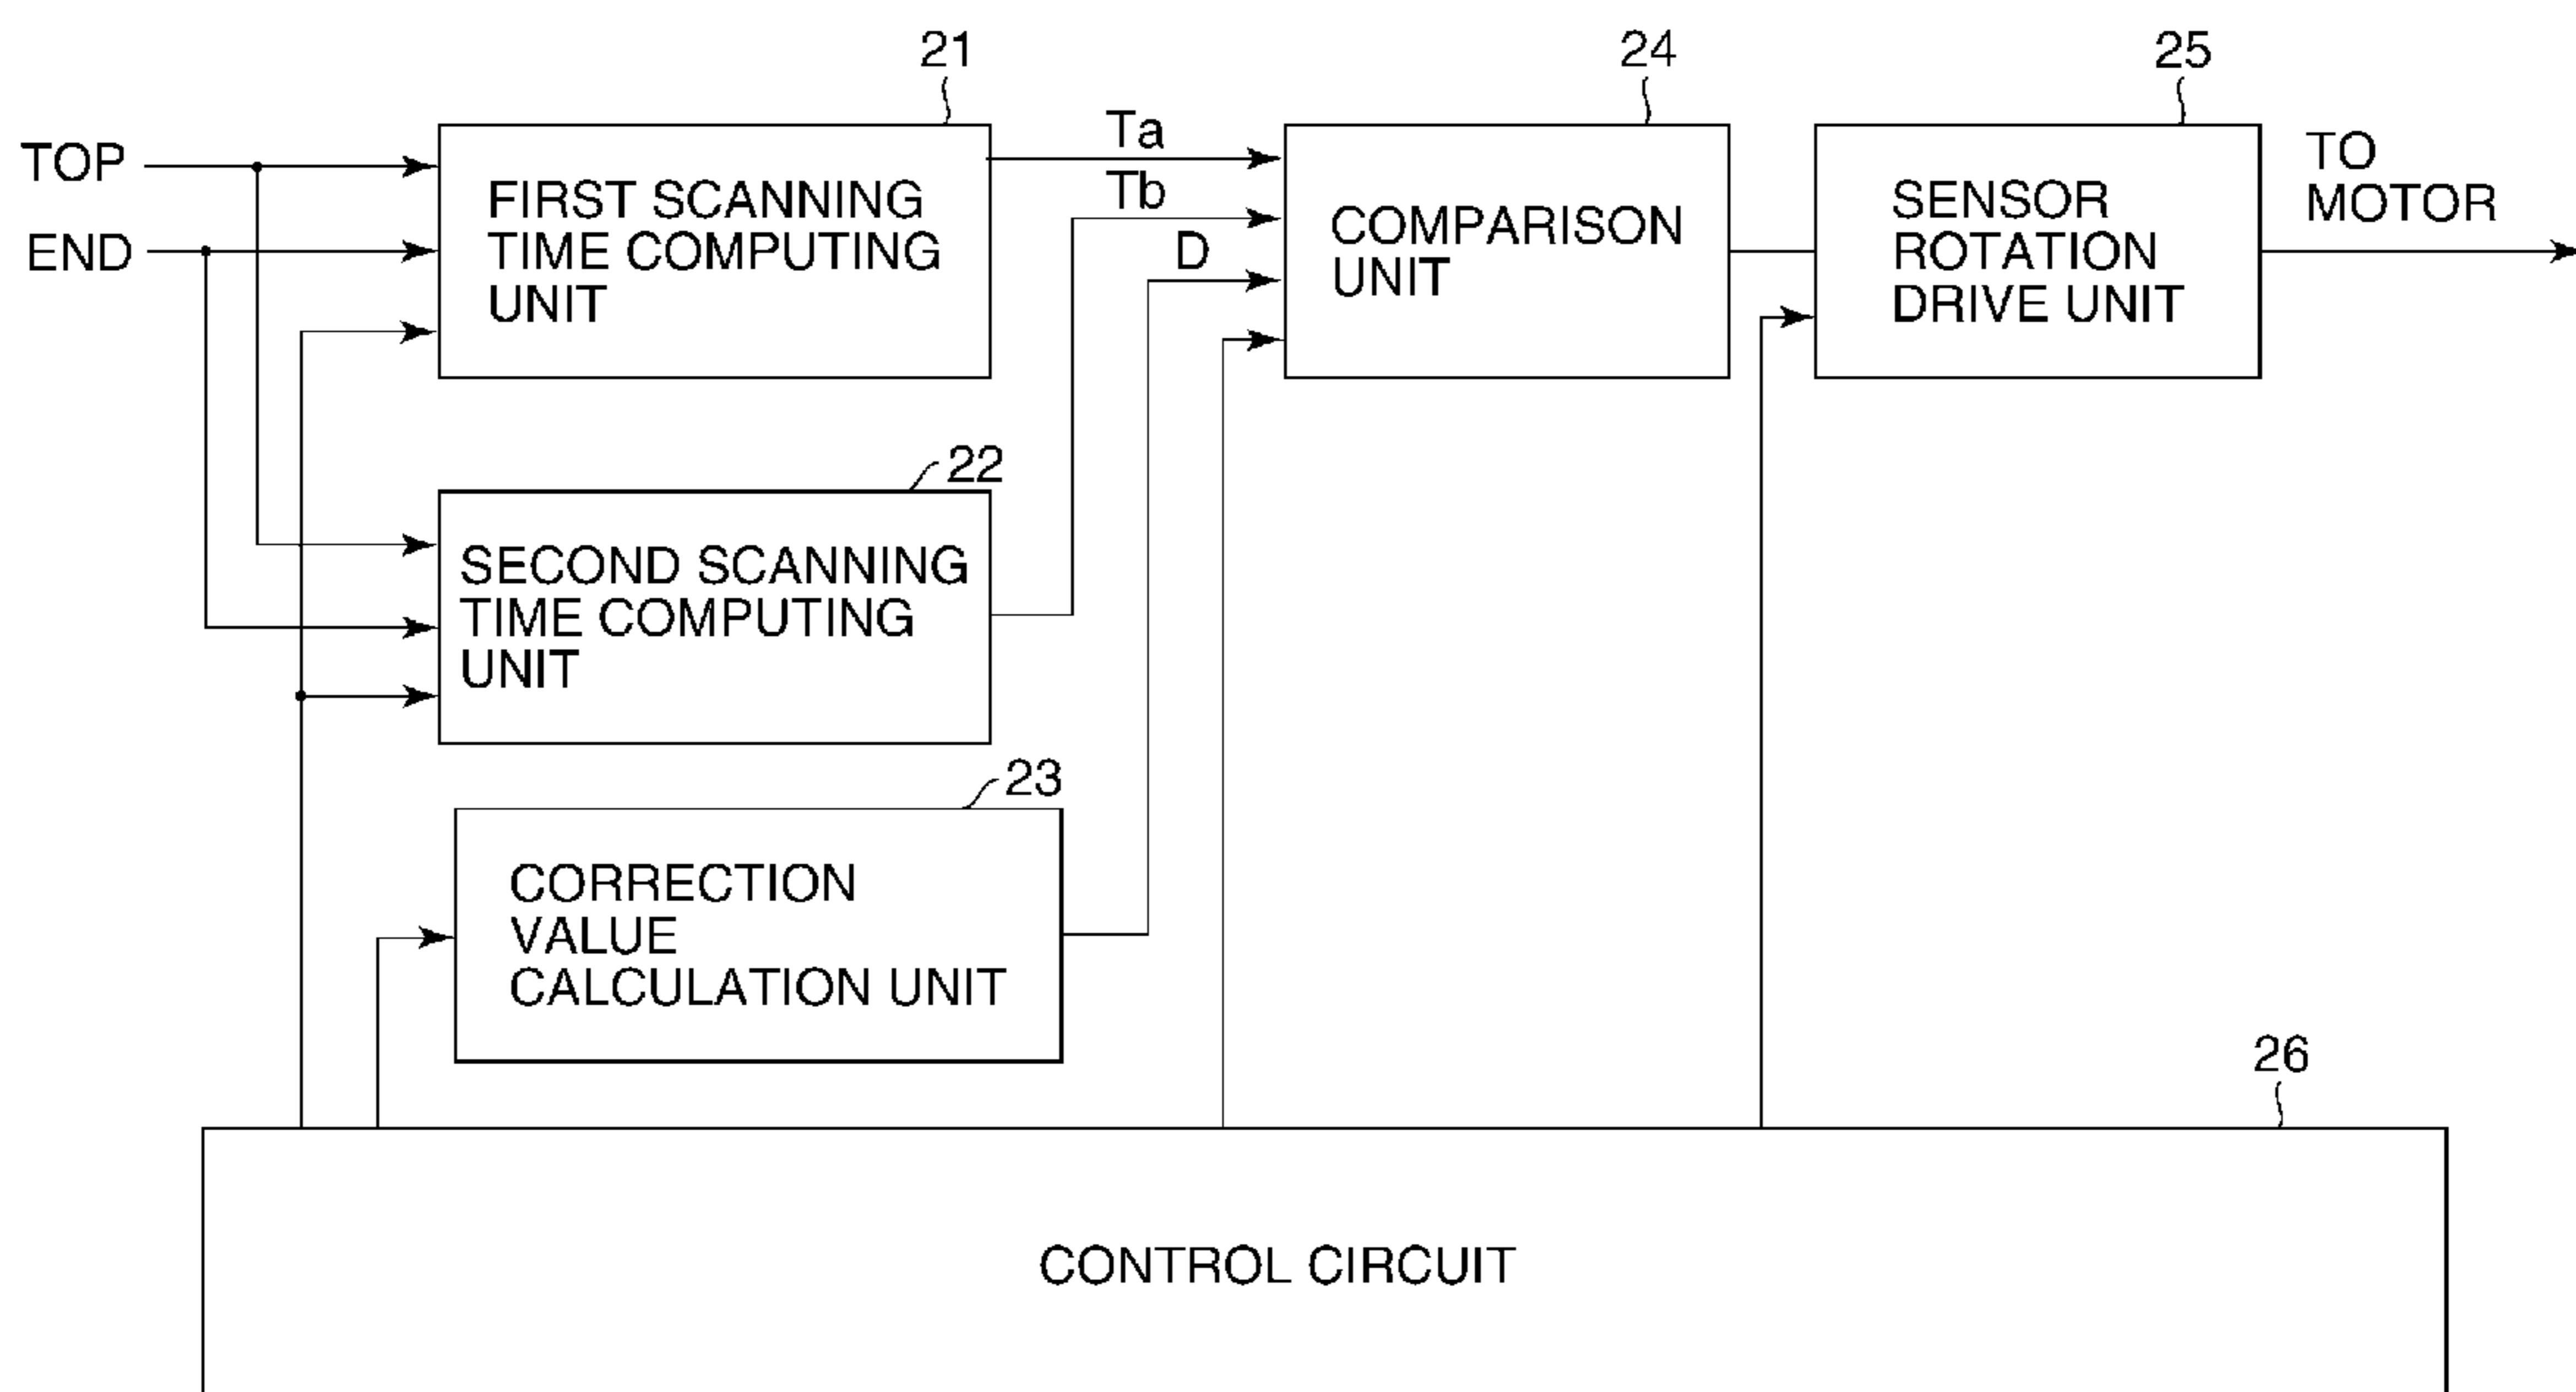 21
24
25
TOP
END
FIRST SCANNING
TIME COMPUTING
UNIT
Ta
Tb
D
COMPARISON
UNIT
SENSOR
ROTATION
DRIVE UNIT
TO
MOTOR
22
SECOND SCANNING
TIME COMPUTING
UNIT
23
CORRECTION
VALUE
CALCULATION UNIT
26
CONTROL CIRCUIT